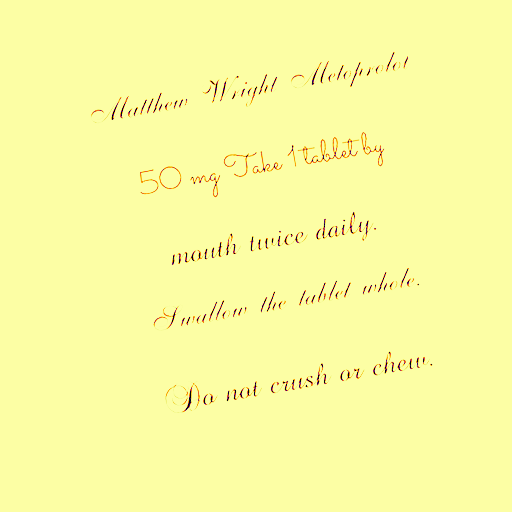 Matthew Wright Metoprolol
50 mg Take 1 tablet by
mouth twice daily.
Swallow the tablet whole.
Do not crush or chew.